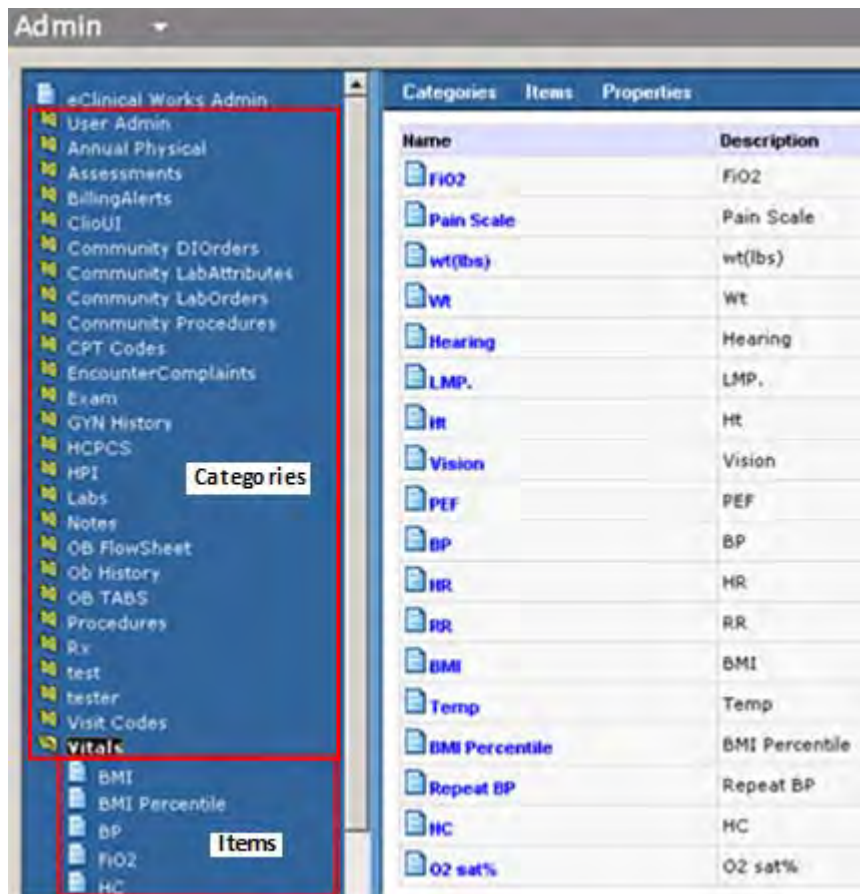 Admin
eClinical Works Admin
User Admin
Annual Physical
Assessments
BillingAlerts
ClioUI
Community DIOrders
Community LabAttributes
Community LabOrders
Community Procedures
CPT Codes
EncounterComplaints
Exam
GYN History
HCPCS
HPI
Categories
Labs
Notes
OB FlowSheet
Ob History
OB TABS
Procedures
Rx
test
tester
Visit Codes
Vitals
BMI
BMI Percentile
BP
Items
FiO2
HC
Categories Items Properties
Name Description
FiO2 FiO2
Pain Scale Pain Scale
wt(lbs) wt(lbs)
Wt Wt
Hearing Hearing
LMP. LMP.
Ht Ht
Vision Vision
PEF PEF
BP BP
HR HR
RR RR
BMI BMI
Temp Temp
BMI Percentile BMI Percentile
Repeat BP Repeat BP
HC HC
O2 sat% O2 sat%